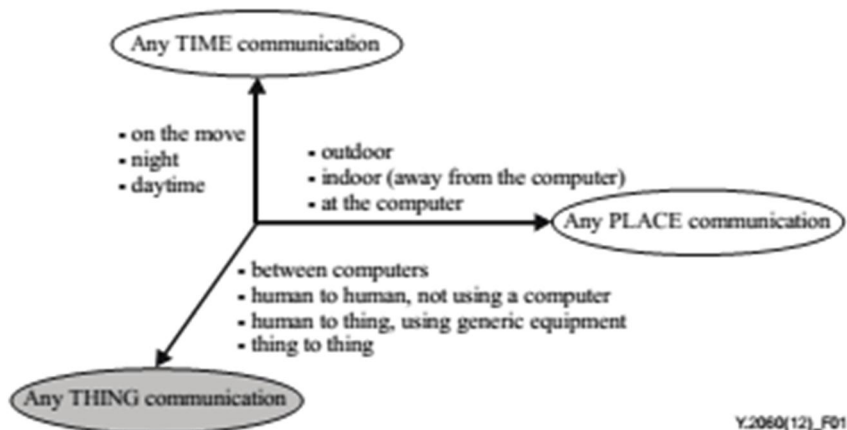 Any TIME communication
▪ on the move
▪ night
▪ daytime
▪ outdoor
▪ indoor (away from the computer)
▪ at the computer
Any PLACE communication
▪ between computers
▪ human to human, not using a computer
▪ human to thing, using generic equipment
▪ thing to thing
Any THING communication
Y.2060(12)_F01